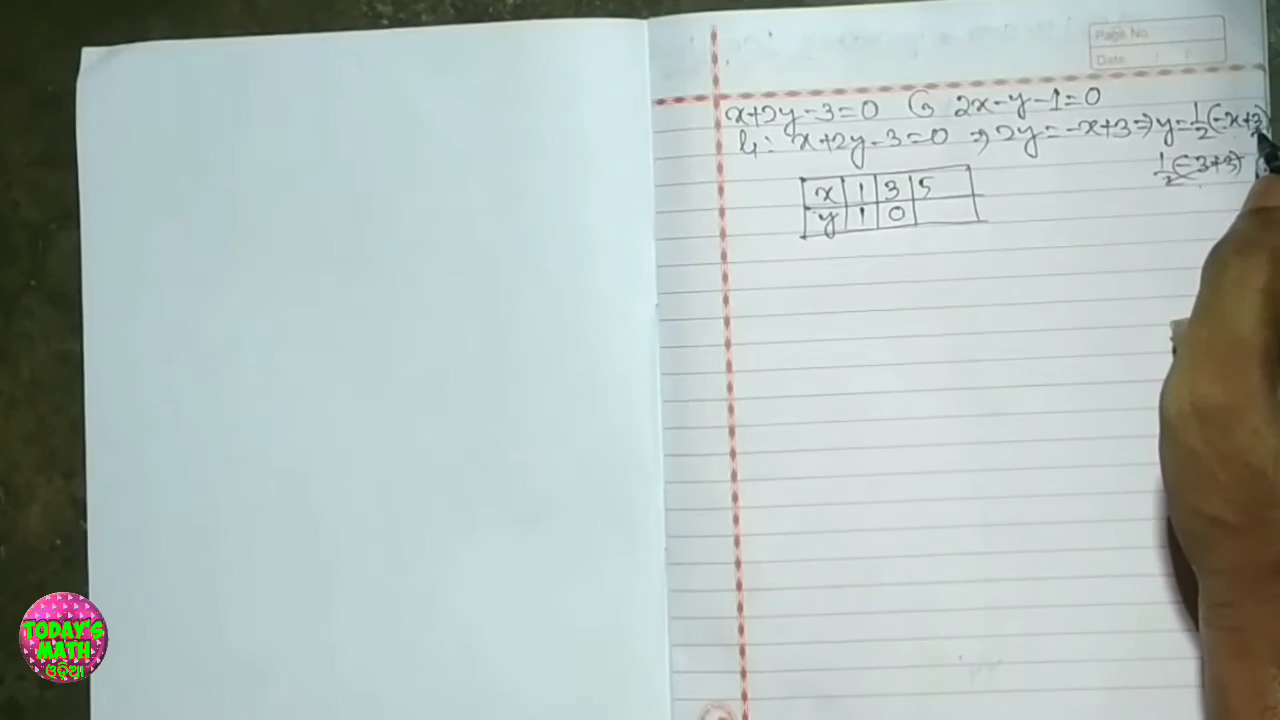 Page No.
Date
x+2y-3=0 ଓ 2x-y-1=0
L₁: x+2y-3=0 ⇒ 2y=-x+3 ⇒ y=½(-x+3)
½(-3+3)
x 1 3 5
y 1 0
TODAY'S
MATH
ଓଡ଼ିଆ